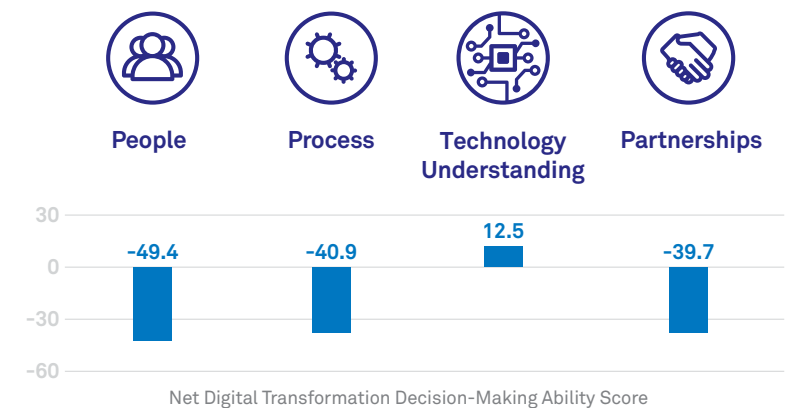 People
Process
Technology
Understanding
Partnerships
30
0
-30
-60
-49.4
-40.9
12.5
-39.7
Net Digital Transformation Decision-Making Ability Score